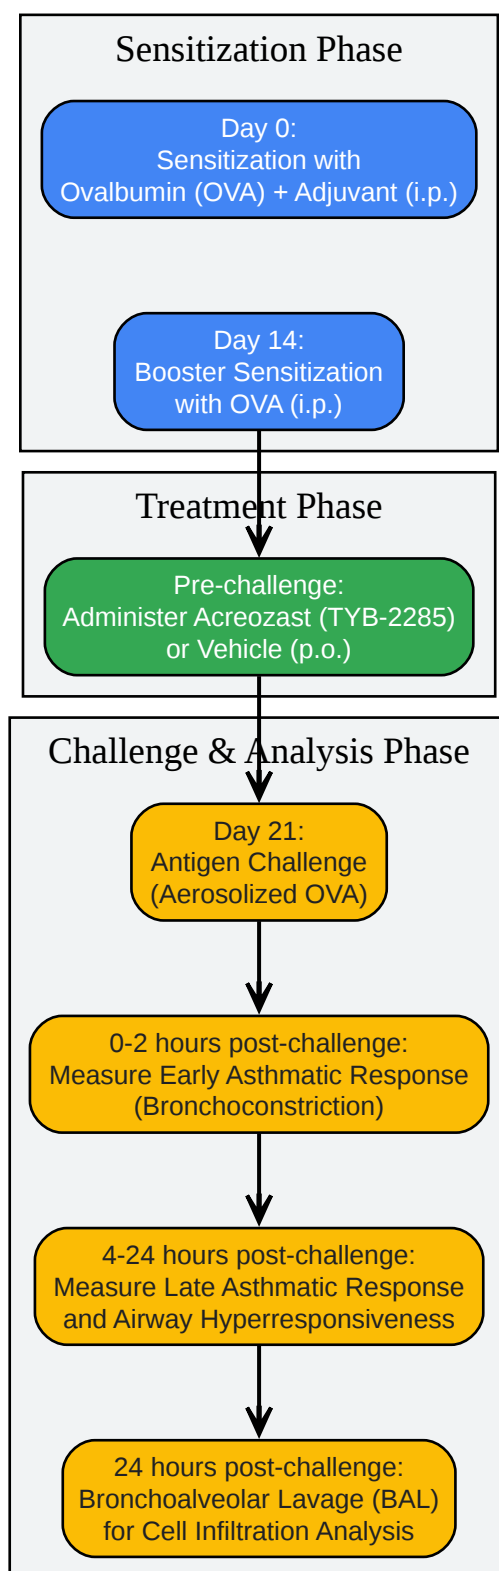 Sensitization Phase
Day 0:
Sensitization with
Ovalbumin (OVA) + Adjuvant (i.p.)
Day 14:
Booster Sensitization
with OVA (i.p.)
Treatment Phase
Pre-challenge:
Administer Acreozast (TYB-2285)
or Vehicle (p.o.)
Challenge & Analysis Phase
Day 21:
Antigen Challenge
(Aerosolized OVA)
0-2 hours post-challenge:
Measure Early Asthmatic Response
(Bronchoconstriction)
4-24 hours post-challenge:
Measure Late Asthmatic Response
and Airway Hyperresponsiveness
24 hours post-challenge:
Bronchoalveolar Lavage (BAL)
for Cell Infiltration Analysis